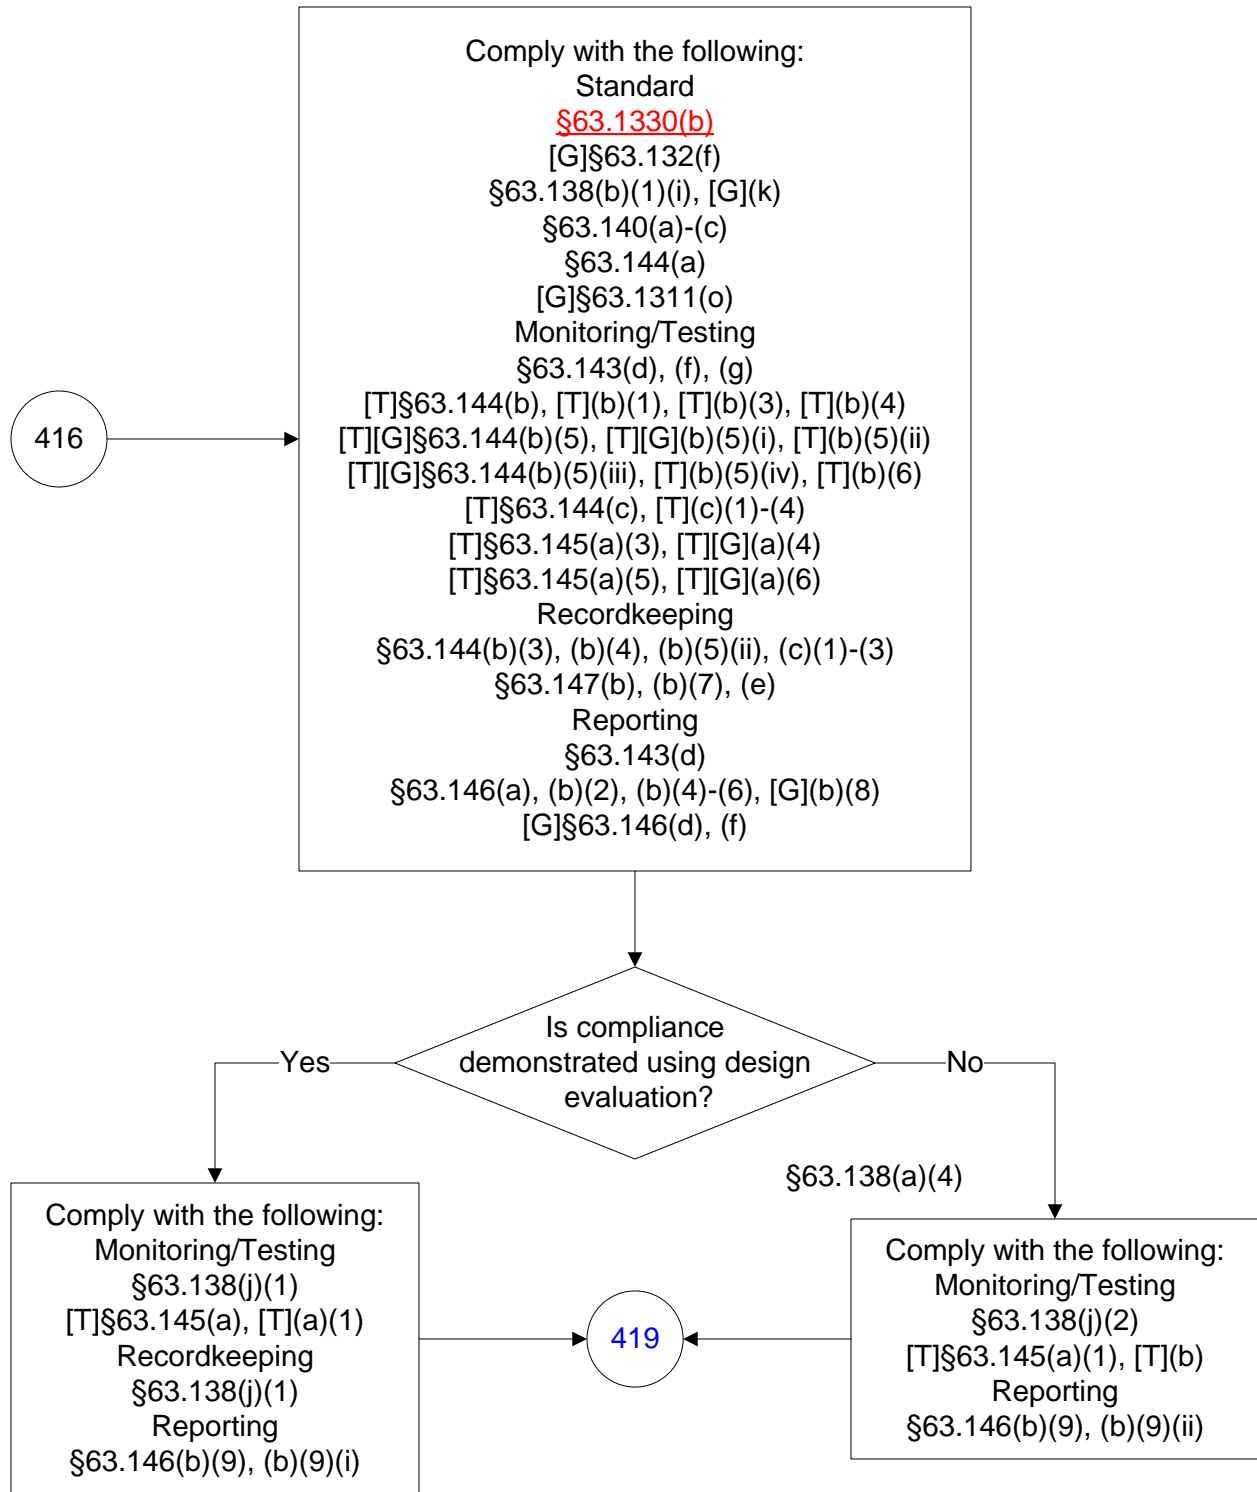 Comply with the following:
Standard
§63.1330(b)
[G]§63.132(f)
§63.138(b)(1)(i), [G](k)
§63.140(a)-(c)
§63.144(a)
[G]§63.1311(o)
Monitoring/Testing
§63.143(d), (f), (g)
[T]§63.144(b), [T](b)(1), [T](b)(3), [T](b)(4)
[T][G]§63.144(b)(5), [T][G](b)(5)(i), [T](b)(5)(ii)
[T][G]§63.144(b)(5)(iii), [T](b)(5)(iv), [T](b)(6)
[T]§63.144(c), [T](c)(1)-(4)
[T]§63.145(a)(3), [T][G](a)(4)
[T]§63.145(a)(5), [T][G](a)(6)
Recordkeeping
§63.144(b)(3), (b)(4), (b)(5)(ii), (c)(1)-(3)
§63.147(b), (b)(7), (e)
Reporting
§63.143(d)
§63.146(a), (b)(2), (b)(4)-(6), [G](b)(8)
[G]§63.146(d), (f)
416
Is compliance
demonstrated using design
evaluation?
Yes
No
§63.138(a)(4)
Comply with the following:
Monitoring/Testing
§63.138(j)(1)
[T]§63.145(a), [T](a)(1)
Recordkeeping
§63.138(j)(1)
Reporting
§63.146(b)(9), (b)(9)(i)
419
Comply with the following:
Monitoring/Testing
§63.138(j)(2)
[T]§63.145(a)(1), [T](b)
Reporting
§63.146(b)(9), (b)(9)(ii)